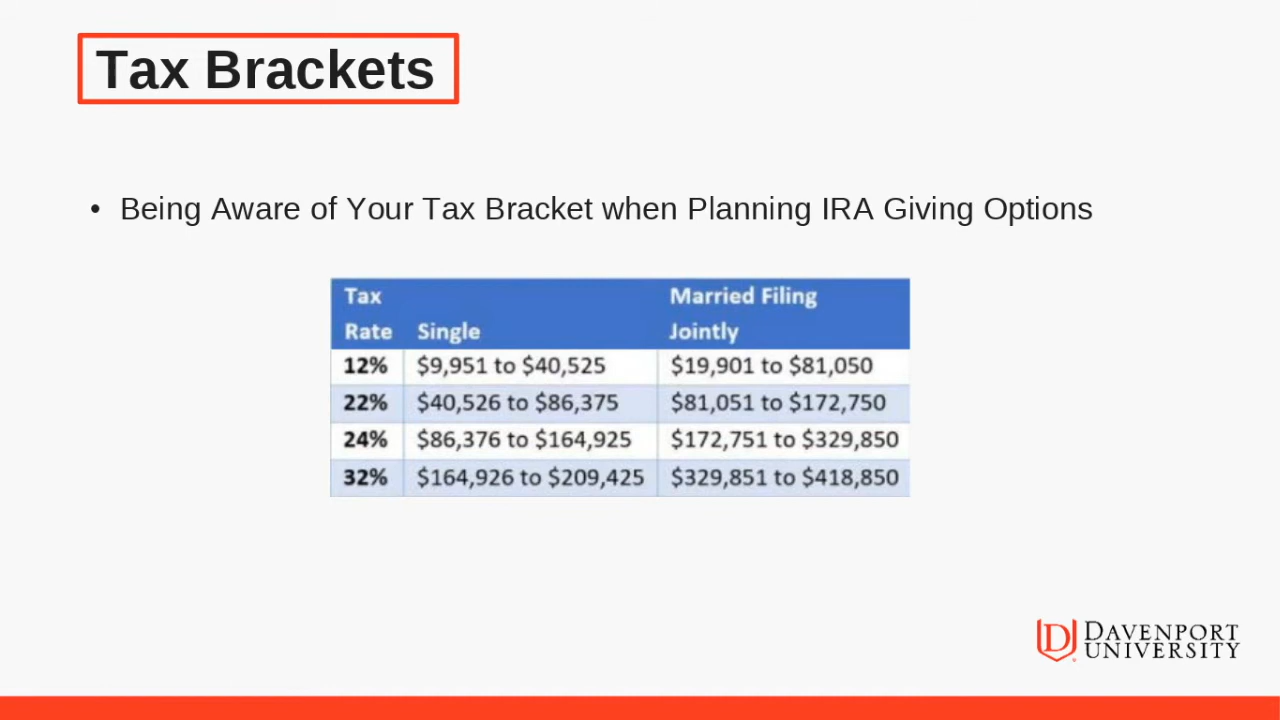 Tax Brackets
• Being Aware of Your Tax Bracket when Planning IRA Giving Options
Tax Rate Single Married Filing Jointly
12% $9,951 to $40,525 $19,901 to $81,050
22% $40,526 to $86,375 $81,051 to $172,750
24% $86,376 to $164,925 $172,751 to $329,850
32% $164,926 to $209,425 $329,851 to $418,850
D DAVENPORT
UNIVERSITY